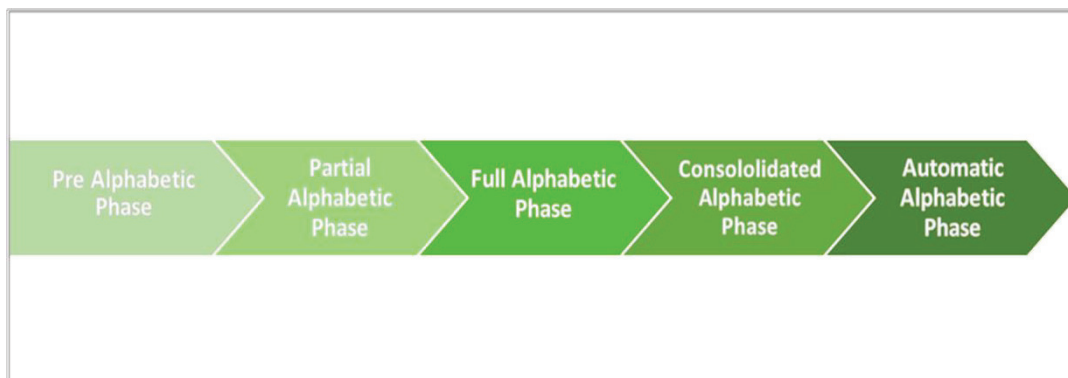 Pre Alphabetic
Phase
Partial
Alphabetic
Phase
Full Alphabetic
Phase
Consololidated
Alphabetic
Phase
Automatic
Alphabetic
Phase